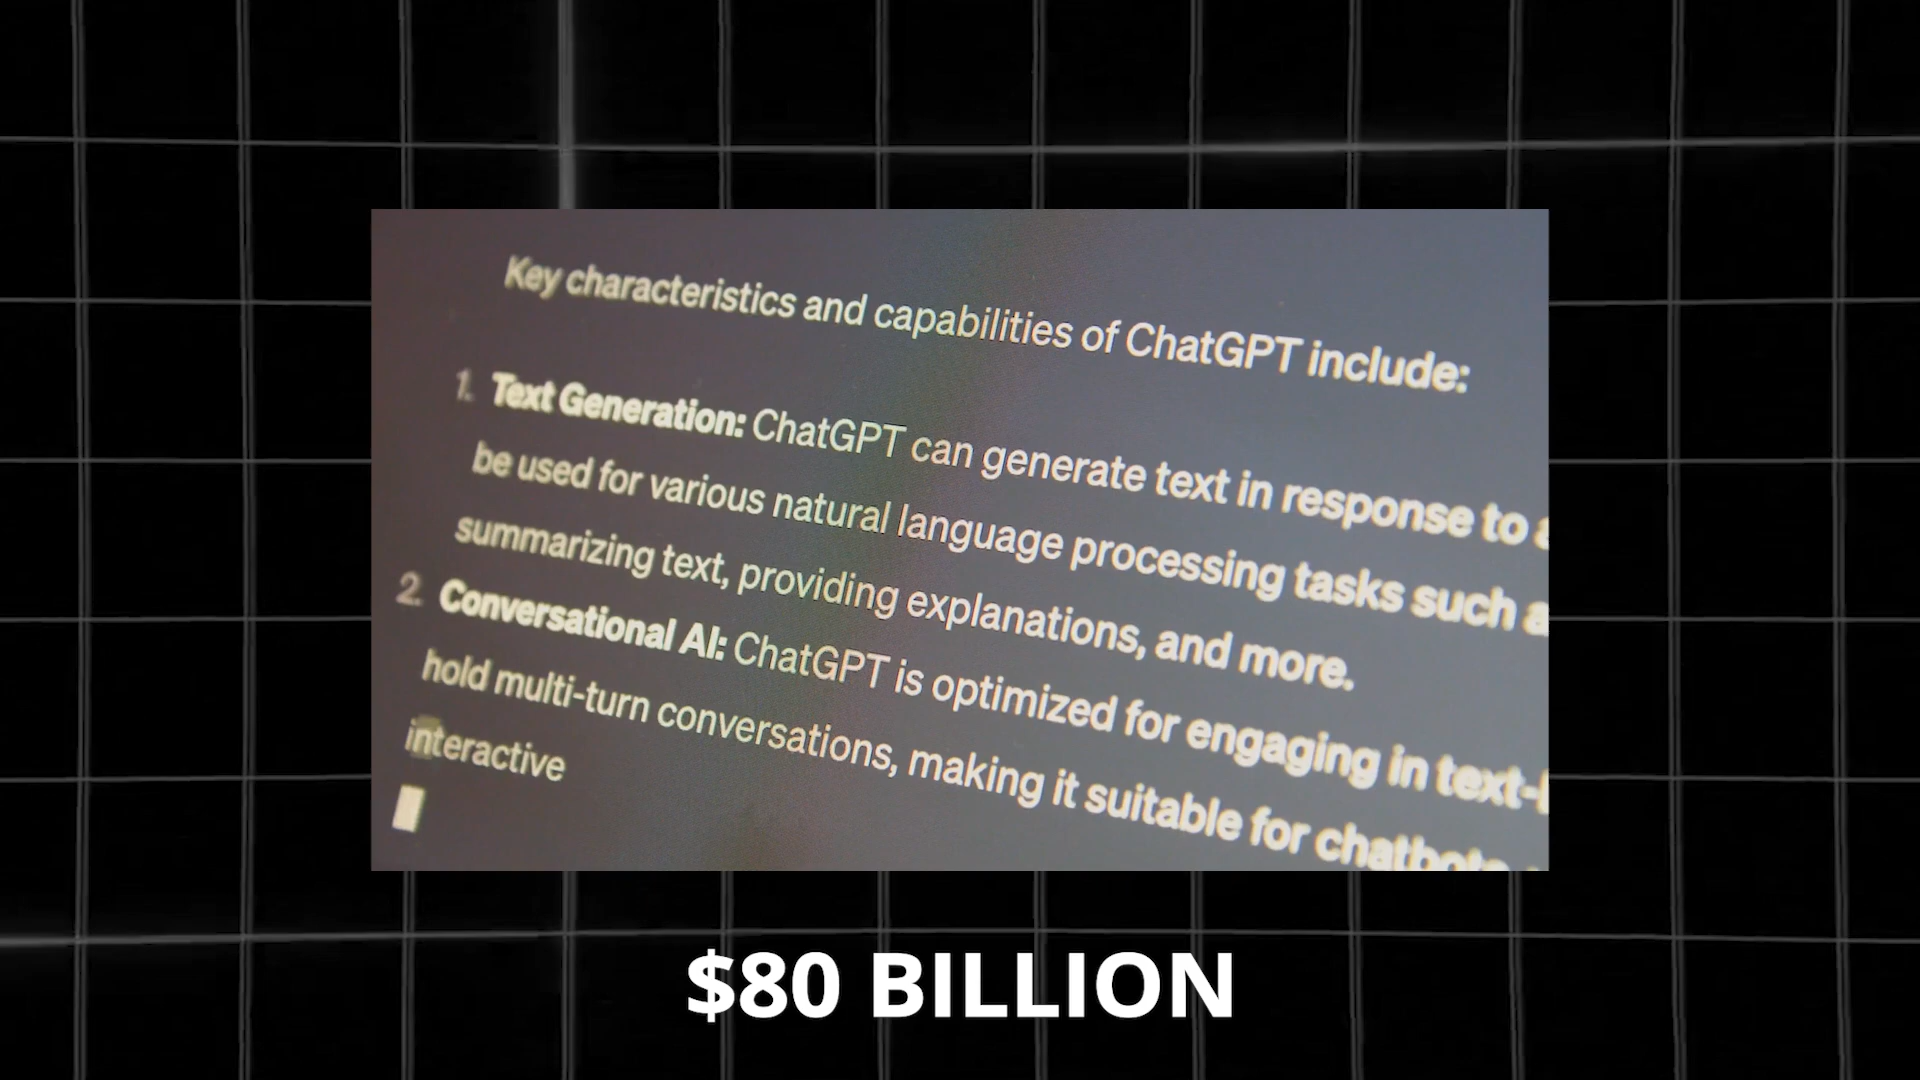 Key characteristics and capabilities of ChatGPT include:
1. Text Generation: ChatGPT can generate text in response to
be used for various natural language processing tasks such
summarizing text, providing explanations, and more.
2. Conversational AI: ChatGPT is optimized for engaging in text-
hold multi-turn conversations, making it suitable for chatbots
interactive
$80 BILLION